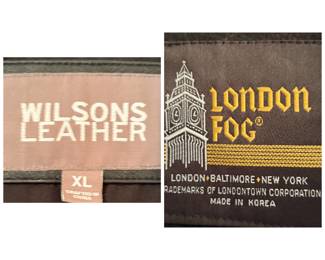 WILSONS
LEATHER
XL
LONDON
FOG®
LONDON♦BALTIMORE♦NEW YORK
TRADEMARKS OF LONDONTOWN CORPORATION
MADE IN KOREA